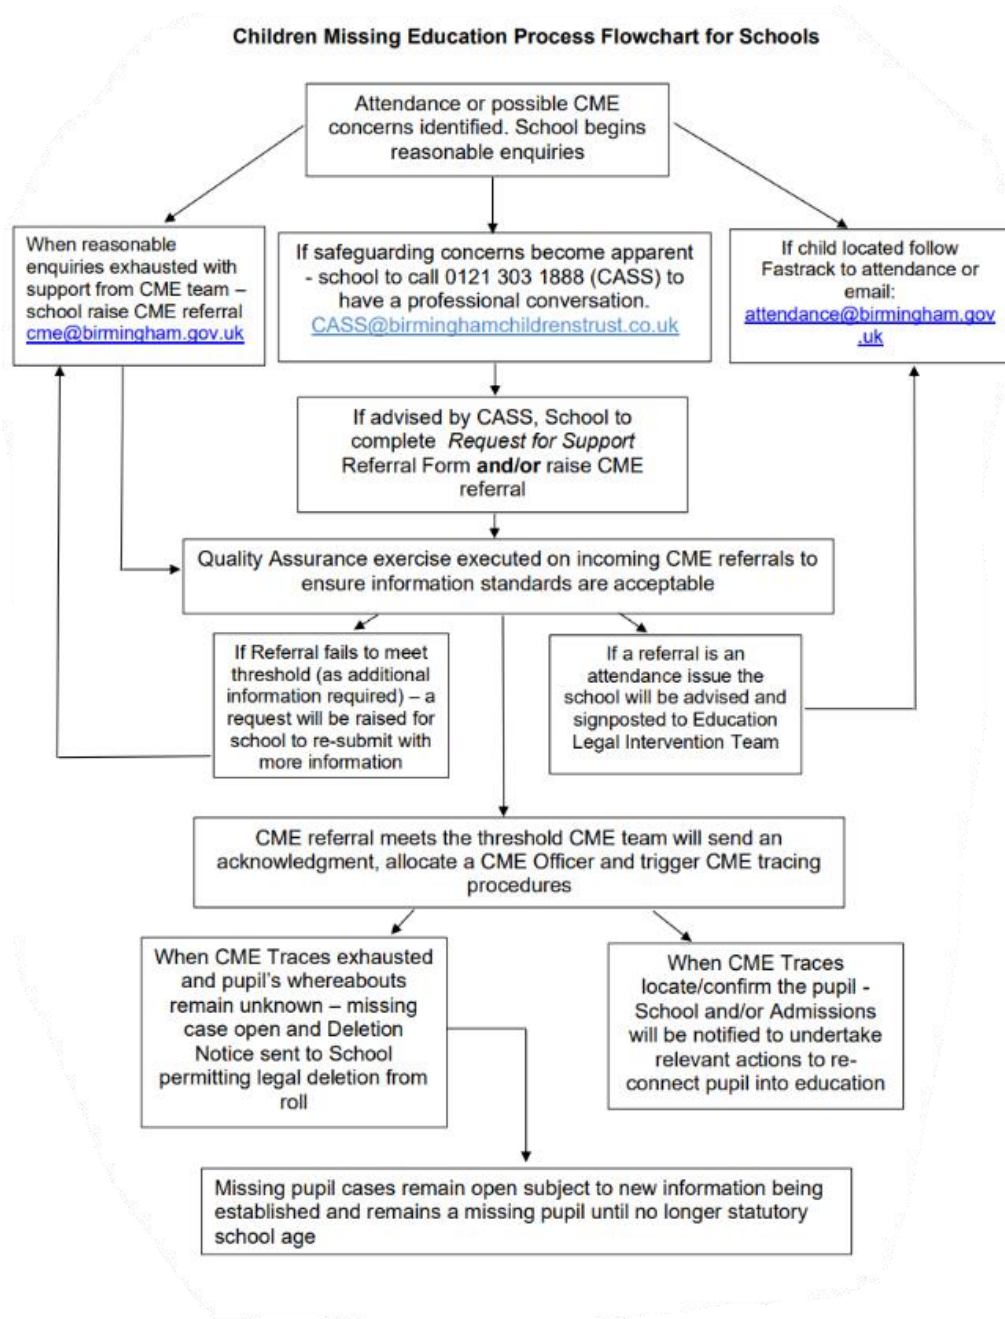 Children Missing Education Process Flowchart for Schools
Attendance or possible CME
concerns identified. School begins
reasonable enquiries
When reasonable
enquiries exhausted with
support from CME team –
school raise CME referral
cme@birmingham.gov.uk
If safeguarding concerns become apparent
- school to call 0121 303 1888 (CASS) to
have a professional conversation.
CASS@birminghamchildrenstrust.co.uk
If child located follow
Fastrack to attendance or
email:
attendance@birmingham.gov
.uk
If advised by CASS, School to
complete Request for Support
Referral Form and/or raise CME
referral
Quality Assurance exercise executed on incoming CME referrals to
ensure information standards are acceptable
If Referral fails to meet
threshold (as additional
information required) – a
request will be raised for
school to re-submit with
more information
If a referral is an
attendance issue the
school will be advised and
signposted to Education
Legal Intervention Team
CME referral meets the threshold CME team will send an
acknowledgment, allocate a CME Officer and trigger CME tracing
procedures
When CME Traces exhausted
and pupil's whereabouts
remain unknown – missing
case open and Deletion
Notice sent to School
permitting legal deletion from
roll
When CME Traces
locate/confirm the pupil -
School and/or Admissions
will be notified to undertake
relevant actions to re-
connect pupil into education
Missing pupil cases remain open subject to new information being
established and remains a missing pupil until no longer statutory
school age